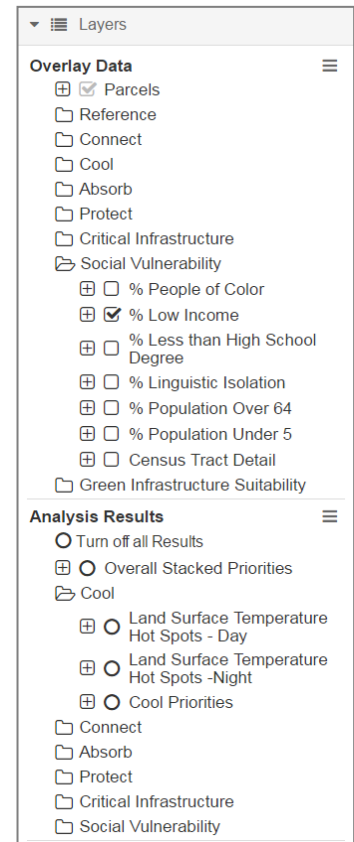 Layers
Overlay Data
Parcels
Reference
Connect
Cool
Absorb
Protect
Critical Infrastructure
Social Vulnerability
% People of Color
% Low Income
% Less than High School
Degree
% Linguistic Isolation
% Population Over 64
% Population Under 5
Census Tract Detail
Green Infrastructure Suitability
Analysis Results
Turn off all Results
Overall Stacked Priorities
Cool
Land Surface Temperature
Hot Spots - Day
Land Surface Temperature
Hot Spots -Night
Cool Priorities
Connect
Absorb
Protect
Critical Infrastructure
Social Vulnerability